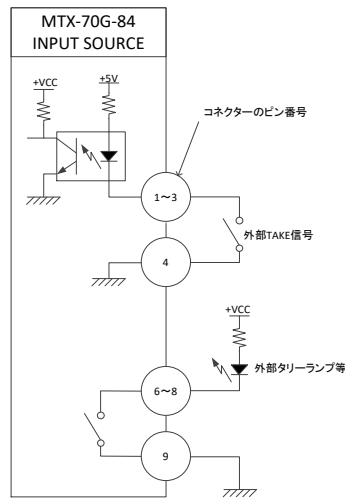 MTX-70G-84
INPUT SOURCE
+VCC
+5V
コネクターのピン番号
1～3
外部TAKE信号
4
+VCC
外部タリーランプ等
6～8
9